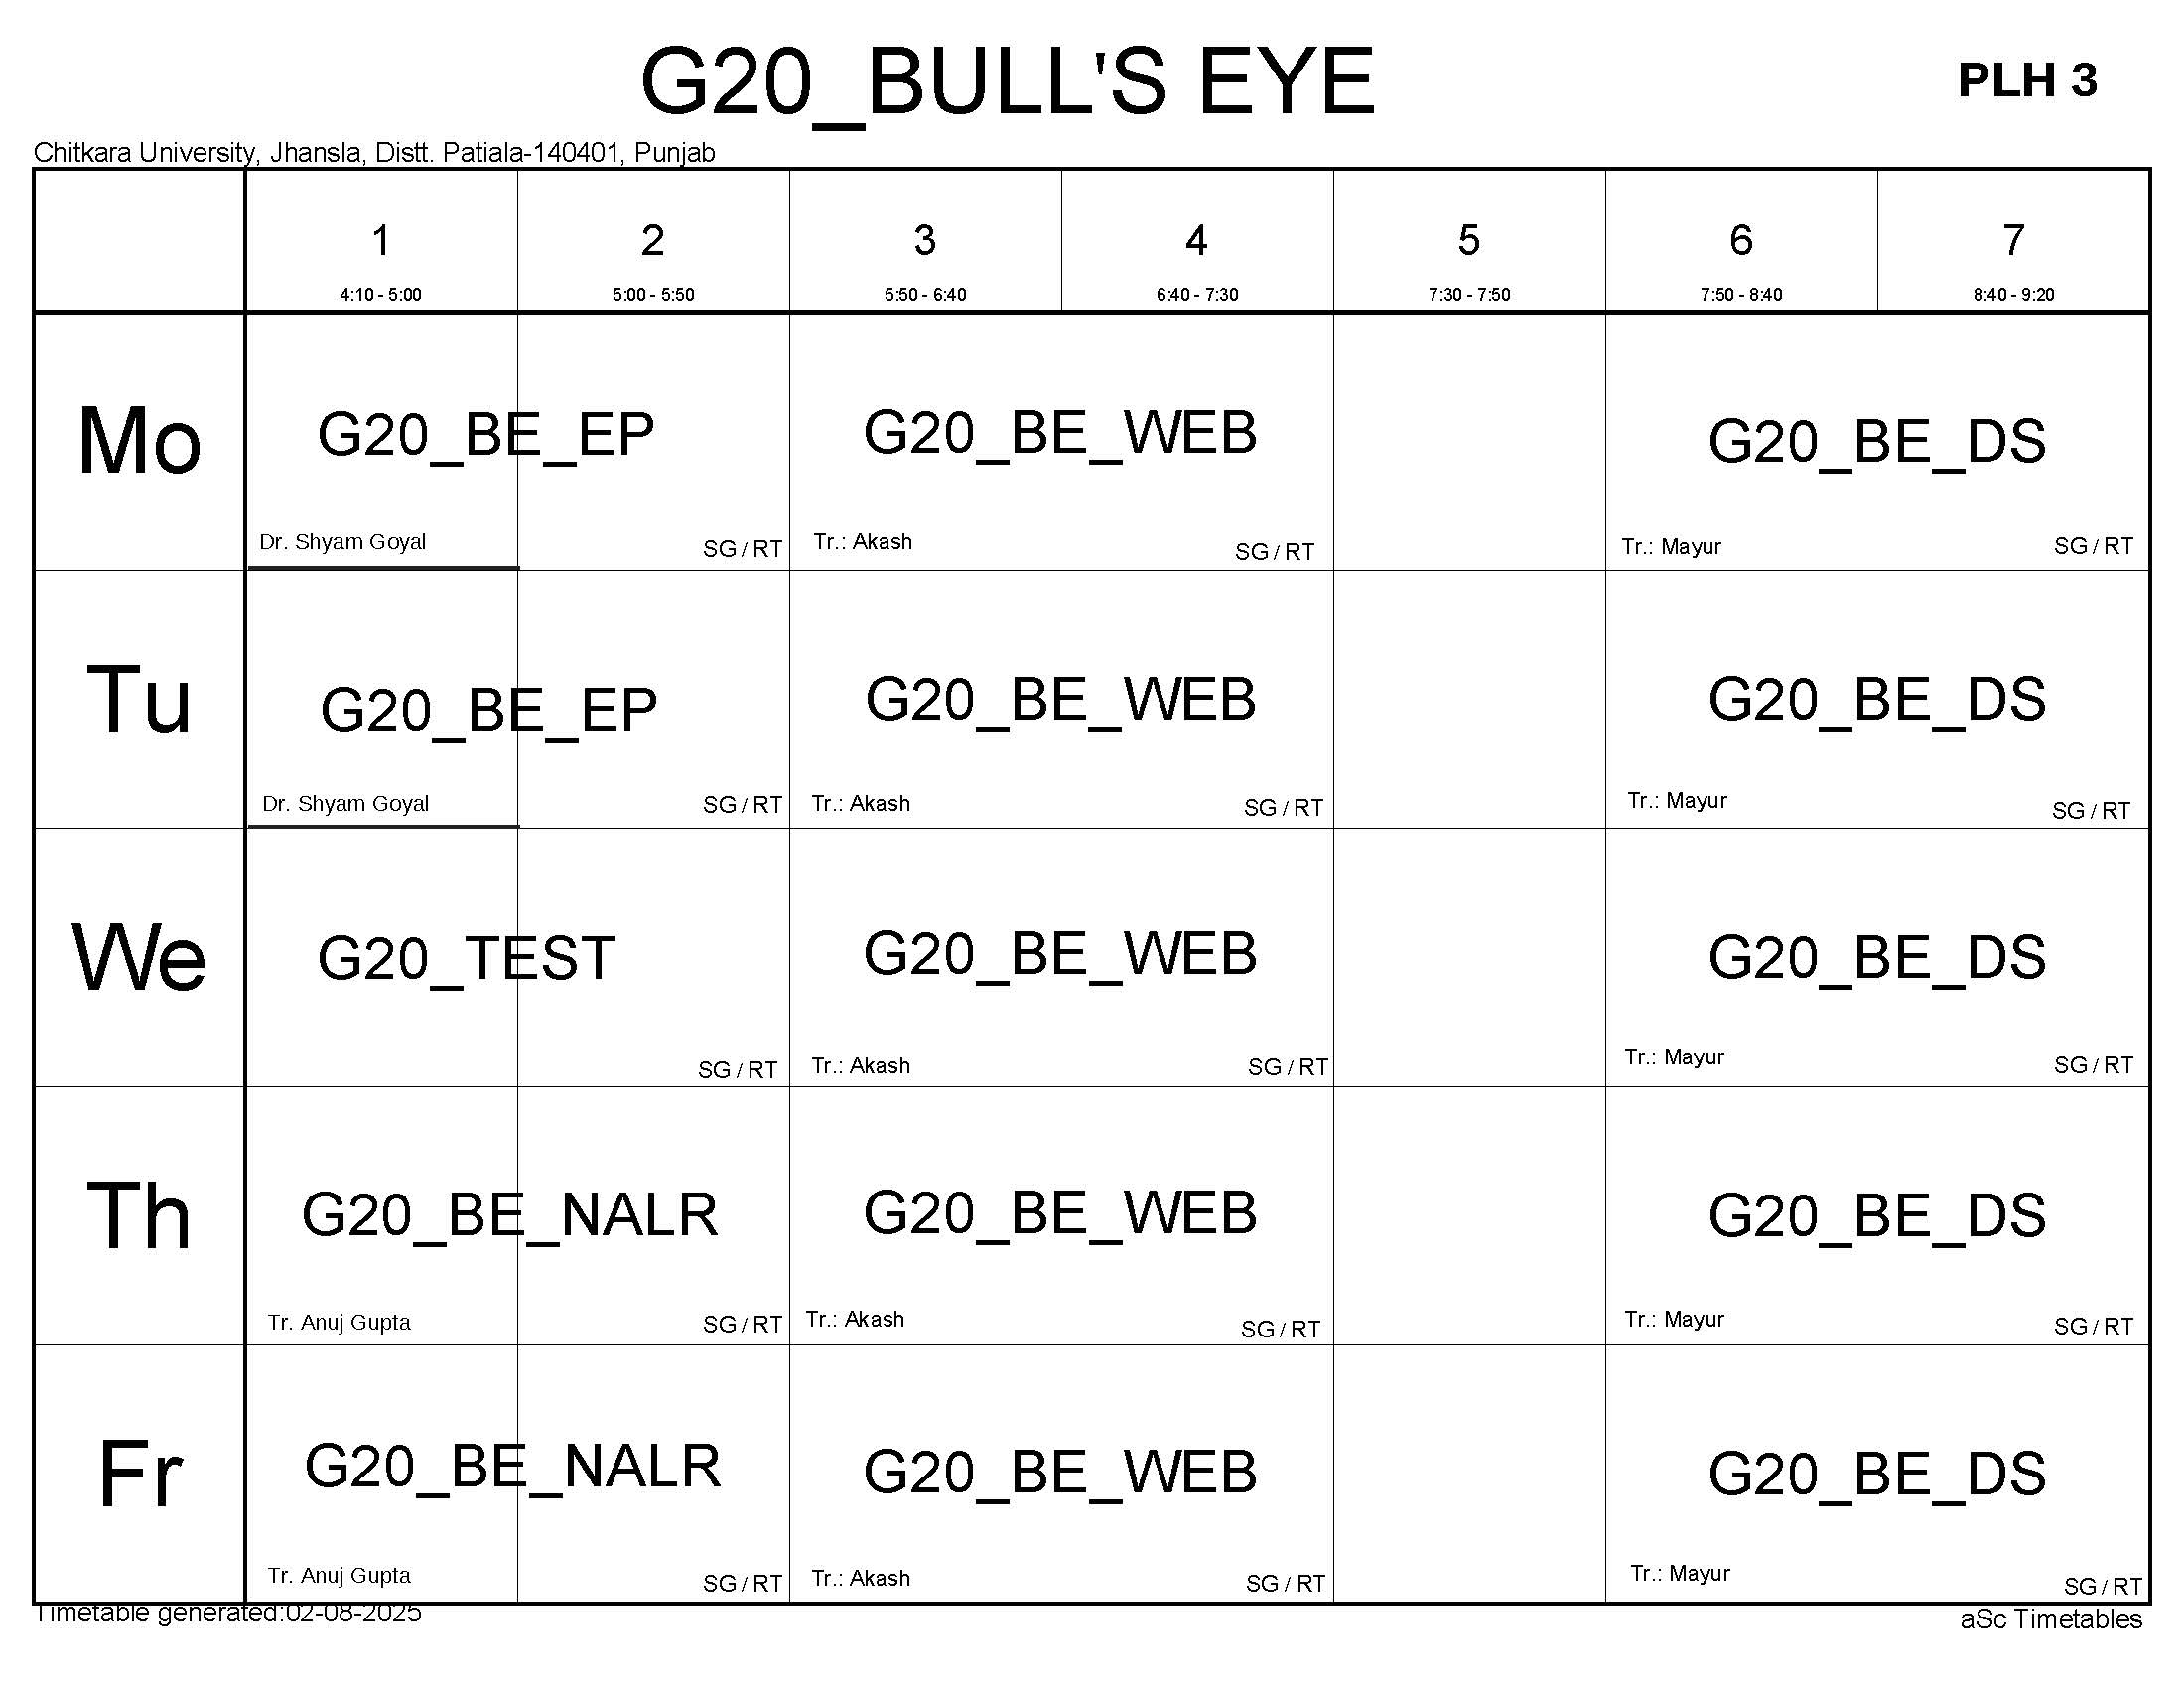 G20_BULL'S EYE
PLH 3
Chitkara University, Jhansla, Distt. Patiala-140401, Punjab
1 2 3 4 5 6 7
4:10 - 5:00 5:00 - 5:50 5:50 - 6:40 6:40 - 7:30 7:30 - 7:50 7:50 - 8:40 8:40 - 9:20
Mo G20_BE_EP G20_BE_WEB G20_BE_DS
Dr. Shyam Goyal SG / RT Tr.: Akash SG / RT Tr.: Mayur SG / RT
Tu G20_BE_EP G20_BE_WEB G20_BE_DS
Dr. Shyam Goyal SG / RT Tr.: Akash SG / RT Tr.: Mayur SG / RT
We G20_TEST G20_BE_WEB G20_BE_DS
SG / RT Tr.: Akash SG / RT Tr.: Mayur SG / RT
Th G20_BE_NALR G20_BE_WEB G20_BE_DS
Tr. Anuj Gupta SG / RT Tr.: Akash SG / RT Tr.: Mayur SG / RT
Fr G20_BE_NALR G20_BE_WEB G20_BE_DS
Tr. Anuj Gupta SG / RT Tr.: Akash SG / RT Tr.: Mayur SG / RT
Timetable generated:02-08-2025
aSc Timetables